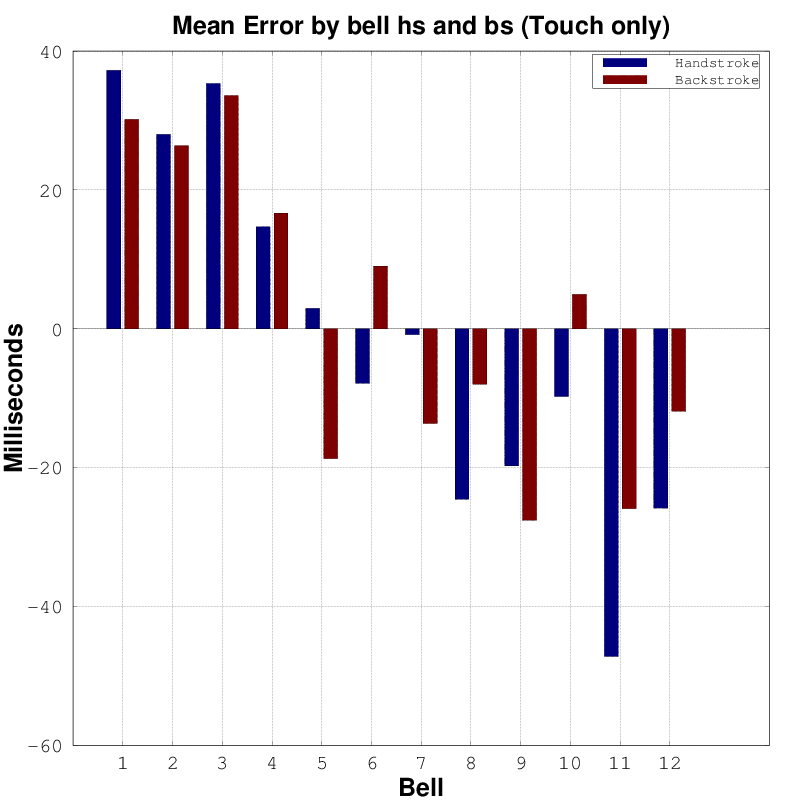 Mean Error by bell hs and bs (Touch only)
Handstroke
Backstroke
40
20
0
-20
-40
-60
Milliseconds
1 2 3 4 5 6 7 8 9 10 11 12
Bell